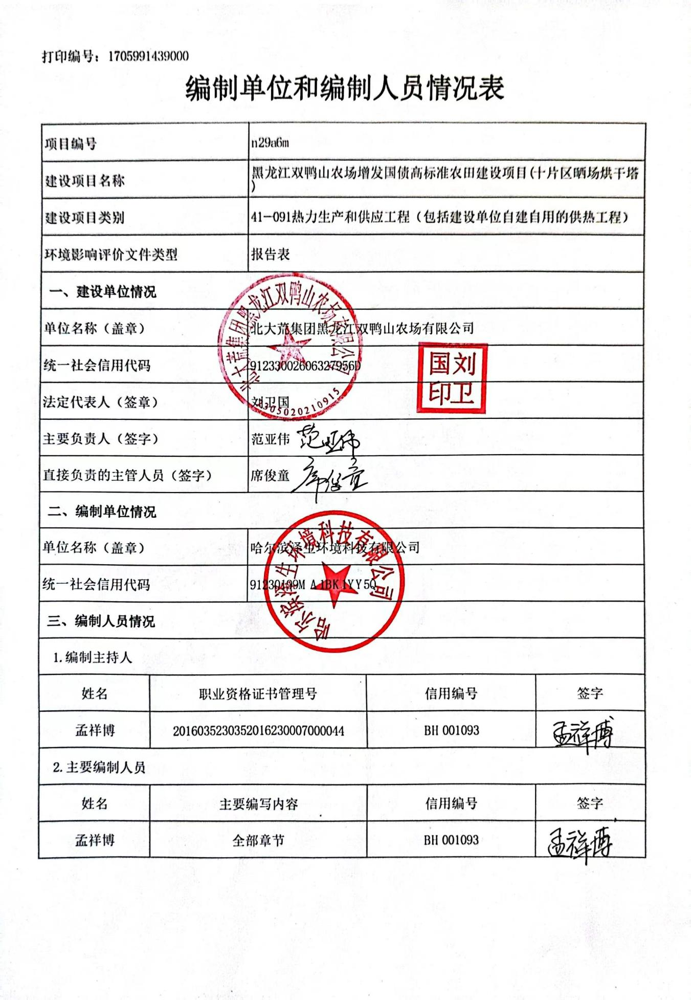 打印编号：1705991439000
编制单位和编制人员情况表
项目编号 n29a6m
建设项目名称 黑龙江双鸭山农场增发国债高标准农田建设项目(十片区晒场烘干塔
)
建设项目类别 41-091热力生产和供应工程（包括建设单位自建自用的供热工程）
环境影响评价文件类型 报告表
一、建设单位情况
单位名称（盖章） 北大荒集团黑龙江双鸭山农场有限公司
北大荒集团黑龙江双鸭山农场有限公司
统一社会信用代码 91233002606327956D
国刘
印卫
法定代表人（签章） 刘卫国
2305020210915
主要负责人（签字） 范亚伟 范亚伟
直接负责的主管人员（签字） 席俊童 席俊童
二、编制单位情况
单位名称（盖章） 哈尔滨泽生环境科技有限公司
哈尔滨泽生环境科技有限公司
统一社会信用代码 91230109MA1BK1YY5Q
三、编制人员情况
1.编制主持人
姓名 职业资格证书管理号 信用编号 签字
孟祥博 2016035230352016230007000044 BH 001093 孟祥博
2.主要编制人员
姓名 主要编写内容 信用编号 签字
孟祥博 全部章节 BH 001093 孟祥博